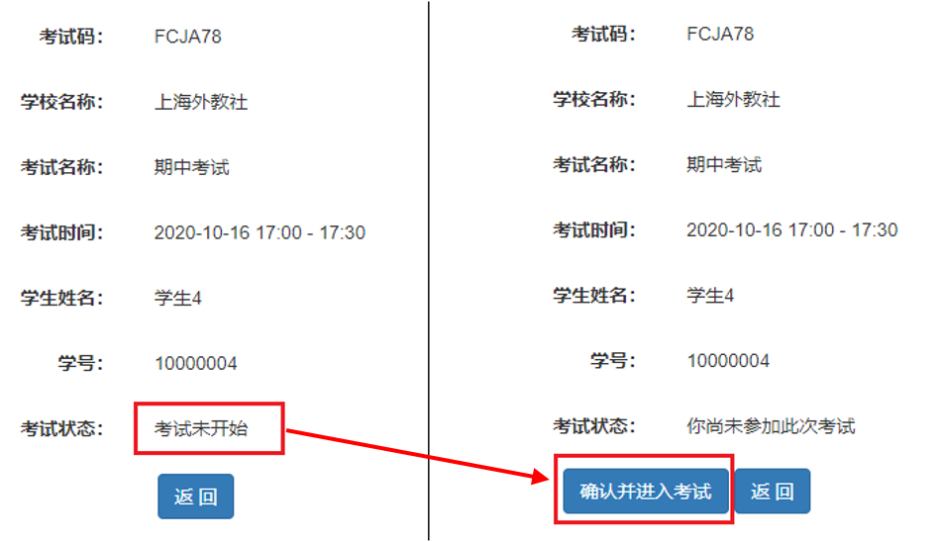 考试码： FCJA78
学校名称： 上海外教社
考试名称： 期中考试
考试时间： 2020-10-16 17:00 - 17:30
学生姓名： 学生4
学号： 10000004
考试状态： 考试未开始
返回
考试码： FCJA78
学校名称： 上海外教社
考试名称： 期中考试
考试时间： 2020-10-16 17:00 - 17:30
学生姓名： 学生4
学号： 10000004
考试状态： 你尚未参加此次考试
确认并进入考试 返回